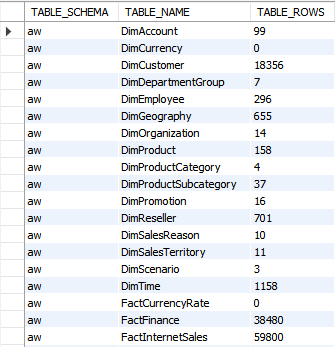 TABLE_SCHEMA TABLE_NAME TABLE_ROWS
aw DimAccount 99
aw DimCurrency 0
aw DimCustomer 18356
aw DimDepartmentGroup 7
aw DimEmployee 296
aw DimGeography 655
aw DimOrganization 14
aw DimProduct 158
aw DimProductCategory 4
aw DimProductSubcategory 37
aw DimPromotion 16
aw DimReseller 701
aw DimSalesReason 10
aw DimSalesTerritory 11
aw DimScenario 3
aw DimTime 1158
aw FactCurrencyRate 0
aw FactFinance 38480
aw FactInternetSales 59800